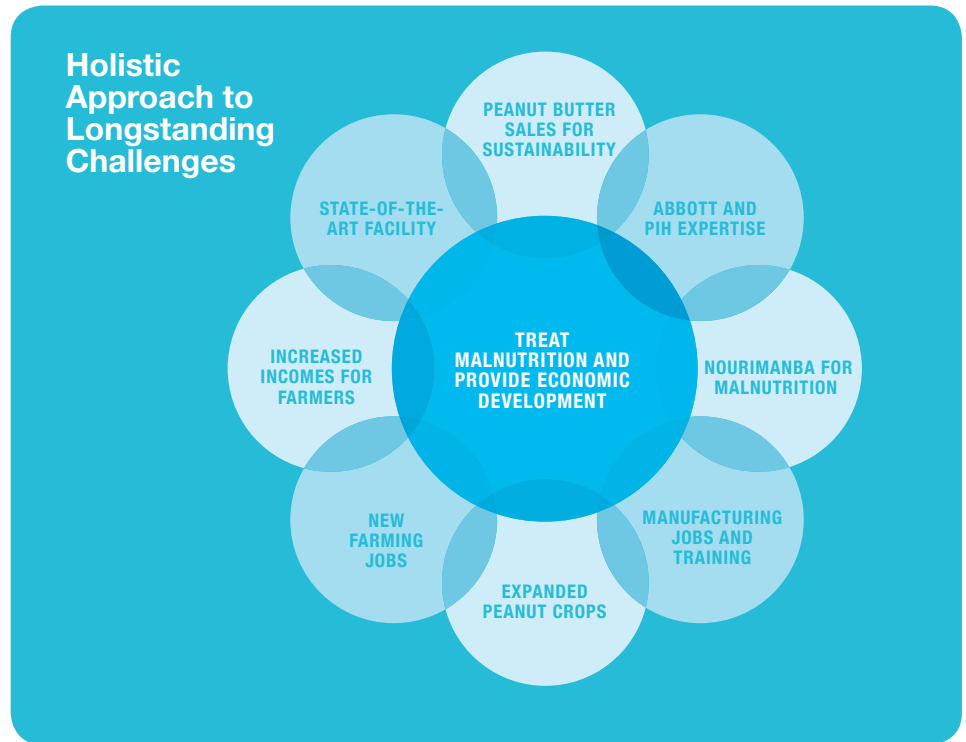 Holistic
Approach to
Longstanding
Challenges
PEANUT BUTTER
SALES FOR
SUSTAINABILITY
STATE-OF-THE-
ART FACILITY
ABBOTT AND
PIH EXPERTISE
INCREASED
INCOMES FOR
FARMERS
TREAT
MALNUTRITION AND
PROVIDE ECONOMIC
DEVELOPMENT
NOURIMANBA FOR
MALNUTRITION
NEW
FARMING
JOBS
MANUFACTURING
JOBS AND
TRAINING
EXPANDED
PEANUT CROPS